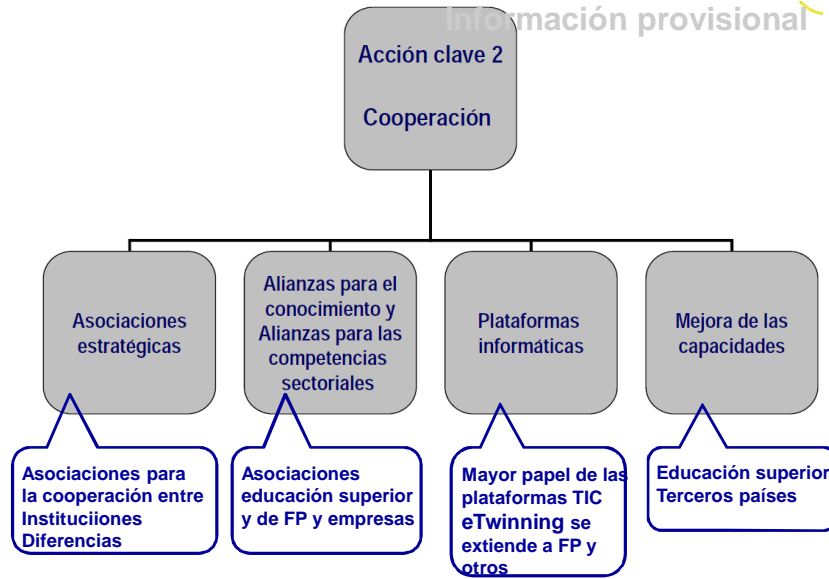 Información provisional
Acción clave 2
Cooperación
Asociaciones
estratégicas
Alianzas para el
conocimiento y
Alianzas para las
competencias
sectoriales
Plataformas
informáticas
Mejora de las
capacidades
Asociaciones para
la cooperación entre
Instituciiones
Diferencias
Asociaciones
educación superior
y de FP y empresas
Mayor papel de las
plataformas TIC
eTwinning se
extiende a FP y
otros
Educación superior
Terceros países